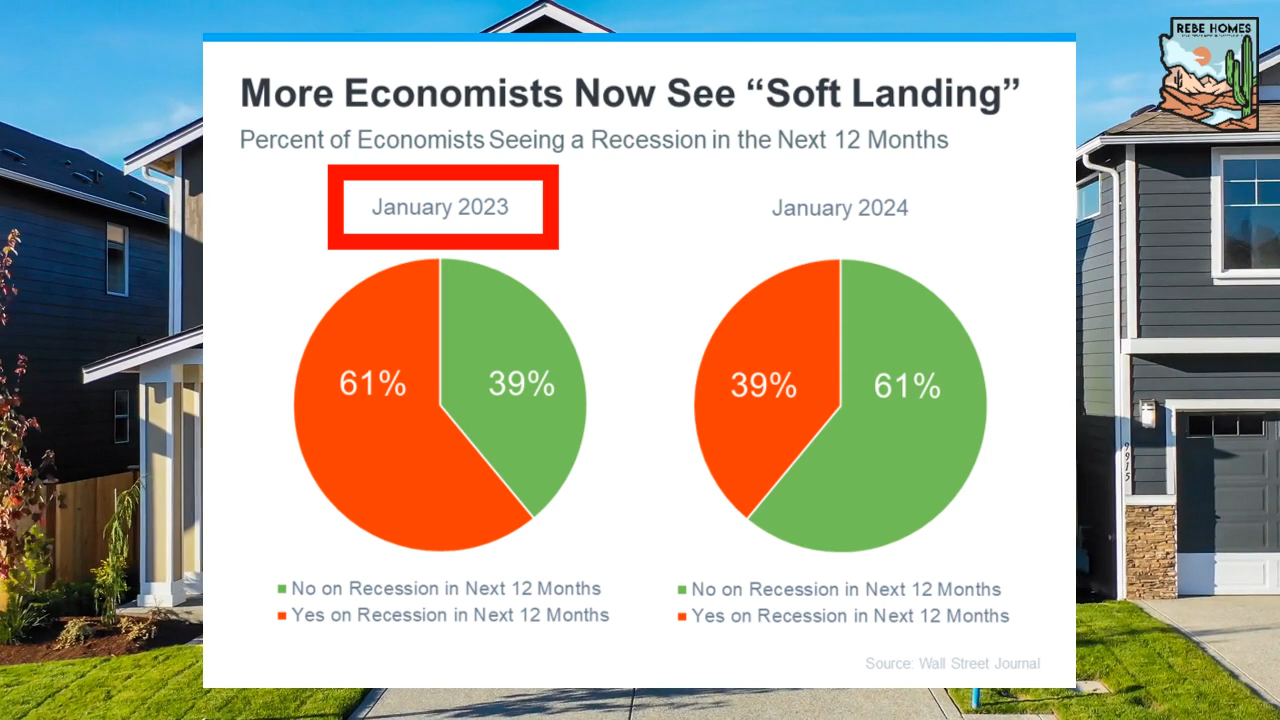 REBE HOMES
More Economists Now See “Soft Landing”
Percent of Economists Seeing a Recession in the Next 12 Months
January 2023
January 2024
61%
39%
39%
61%
No on Recession in Next 12 Months
Yes on Recession in Next 12 Months
No on Recession in Next 12 Months
Yes on Recession in Next 12 Months
Source: Wall Street Journal
9915